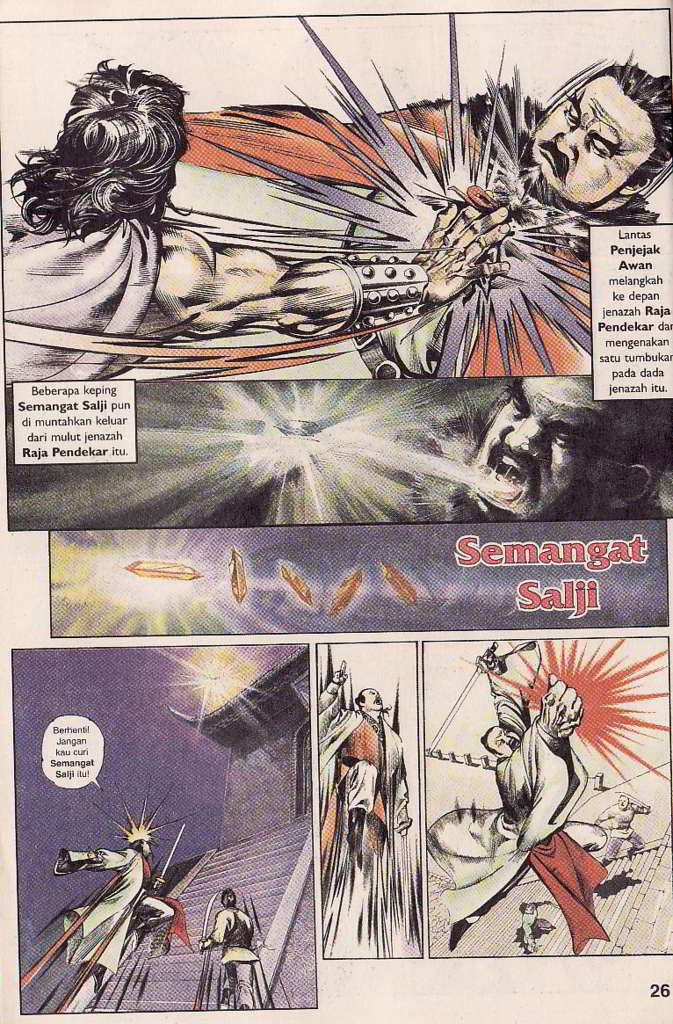 Lantas
Penjejak
Awan
melangkah
ke depan
jenazah Raja
Pendekar dan
mengenakan
satu tumbukan
pada dada
jenazah itu.
Beberapa keping
Semangat Salji pun
di muntahkan keluar
dari mulut jenazah
Raja Pendekar itu.
Semangat
Salji
Berhenti!
Jangan
kau curi
Semangat
Salji itu!
26